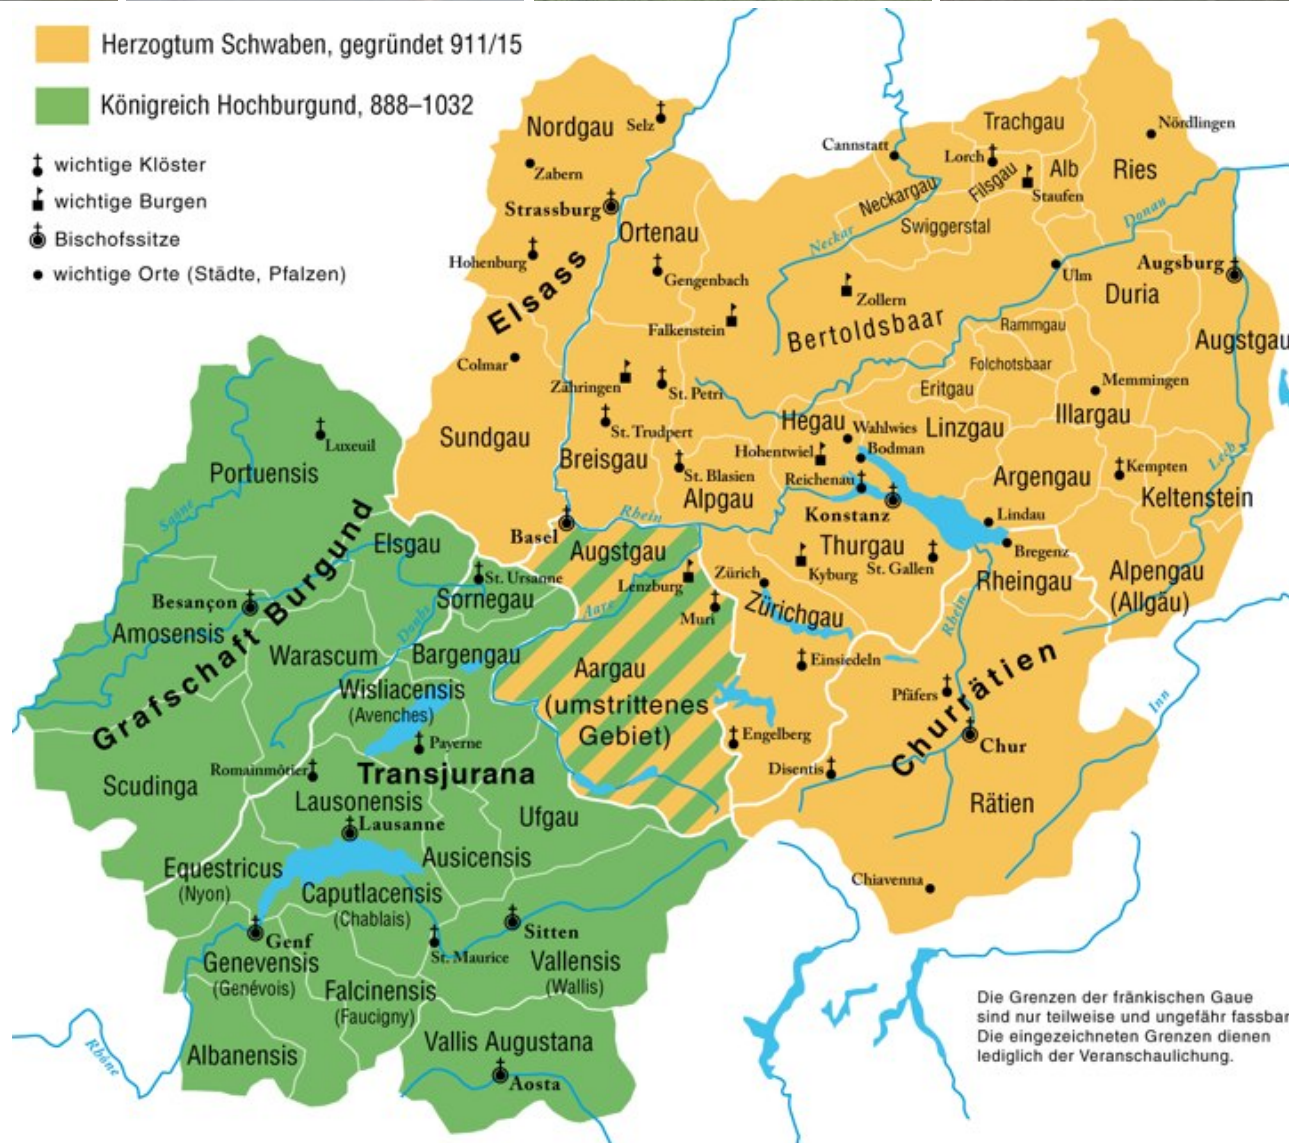 Herzogtum Schwaben, gegründet 911/15
Königreich Hochburgund, 888–1032
wichtige Klöster
wichtige Burgen
Bischofssitze
wichtige Orte (Städte, Pfalzen)
Nordgau
Selz
Zabern
Strassburg
Hohenburg
Elsass
Colmar
Sundgau
Ortenau
Gengenbach
Falkenstein
Zähringen
St. Petri
St. Trudpert
Breisgau
St. Blasien
Alpgau
Basel
Rhein
Cannstatt
Neckargau
Neckar
Trachgau
Lorch
Filsgau
Alb
Staufen
Swiggerstal
Nördlingen
Ries
Donau
Ulm
Augsburg
Duria
Augstgau
Zollern
Bertoldsbaar
Rammgau
Folchotsbaar
Eritgau
Memmingen
Illargau
Hegau
Wahlwies
Bodman
Hohentwiel
Reichenau
Linzgau
Argengau
Kempten
Lech
Keltenstein
Konstanz
Lindau
Bregenz
Thurgau
Kyburg
St. Gallen
Rheingau
Alpengau
(Allgäu)
Zürich
Zürichgau
Rhein
Einsiedeln
Pfäfers
Churrätien
Inn
Engelberg
Disentis
Chur
Rätien
Chiavenna
Augstgau
Lenzburg
Muri
Aare
Aargau
(umstrittenes
Gebiet)
Luxeuil
Portuensis
Saône
Grafschaft Burgund
Elsgau
St. Ursanne
Sornegau
Besançon
Amosensis
Doubs
Warascum
Bargengau
Wisliacensis
(Avenches)
Payerne
Scudinga
Romainmôtier
Transjurana
Lausonensis
Lausanne
Ufgau
Ausicensis
Equestricus
(Nyon)
Caputlacensis
(Chablais)
Genf
Genevensis
(Genévois)
Sitten
St. Maurice
Vallensis
(Wallis)
Falcinensis
(Faucigny)
Rhône
Albanensis
Vallis Augustana
Aosta
Die Grenzen der fränkischen Gaue
sind nur teilweise und ungefähr fassbar
Die eingezeichneten Grenzen dienen
lediglich der Veranschaulichung.